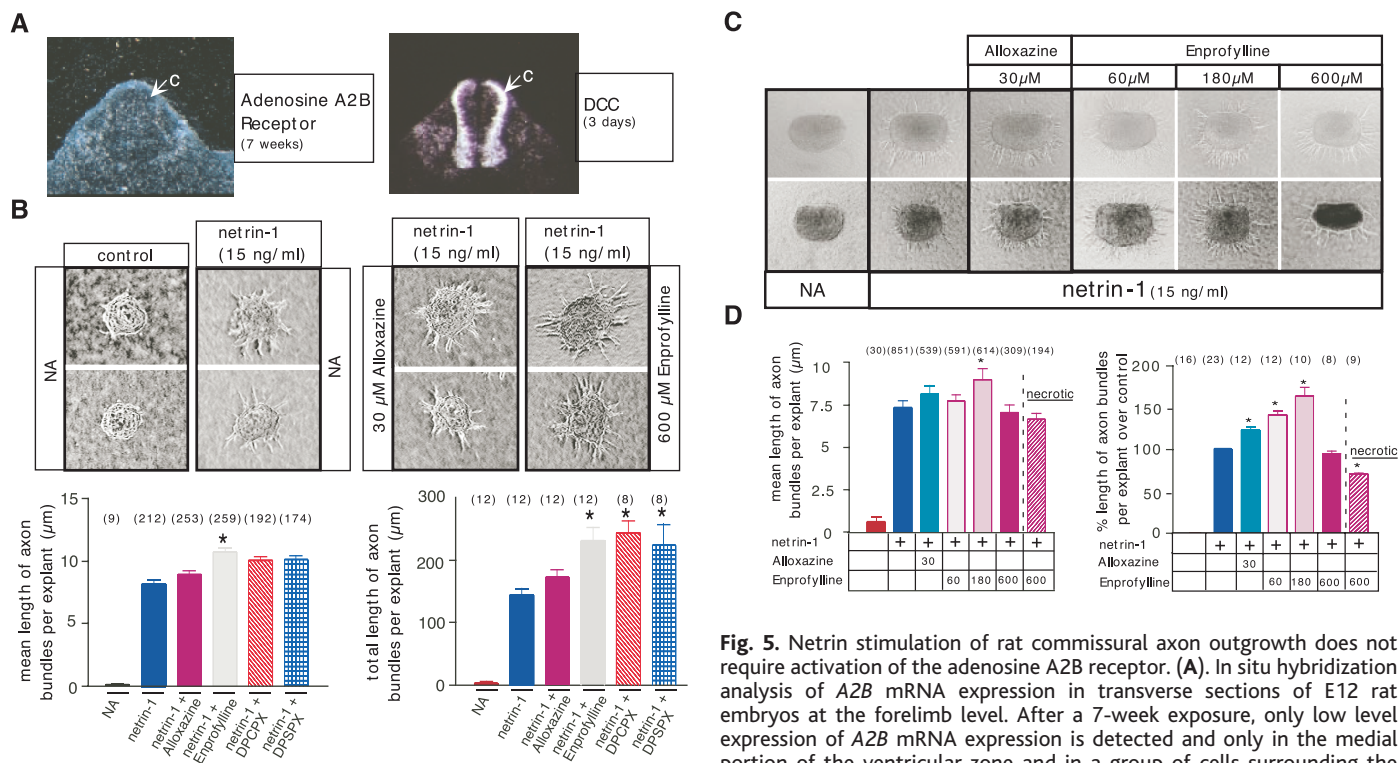 A
C
Adenosine A2B
Receptor
(7 weeks)
C
DCC
(3 days)
B
control
netrin-1
(15 ng/ml)
netrin-1
(15 ng/ml)
netrin-1
(15 ng/ml)
NA
NA
30 µM Alloxazine
600 µM Enprofylline
mean length of axon
bundles per explant (µm)
15
10
5
0
(9)
(212)
(253)
(259)
(192)
(174)
*
NA
netrin-1
netrin-1 +
Alloxazine
netrin-1 +
Enprofylline
netrin-1 +
DPCPX
netrin-1 +
DPSPX
total length of axon
bundles per explant (µm)
300
200
100
0
(12)
(12)
(12)
(12)
(8)
(8)
* * *
NA
netrin-1
netrin-1 +
Alloxazine
netrin-1 +
Enprofylline
netrin-1 +
DPCPX
netrin-1 +
DPSPX
C
Alloxazine
Enprofylline
30µM
60µM
180µM
600µM
NA
netrin-1 (15 ng/ml)
D
mean length of axon
bundles per explant (µm)
10
7.5
5
2.5
0
(30) (851) (539) (591) (614) (309) (194)
*
necrotic
netrin-1 + + + + + +
Alloxazine 30
Enprofylline 60 180 600 600
% length of axon bundles
per explant over control
200
150
100
50
0
(16) (23) (12) (12) (10) (8) (9)
* * *
necrotic
*
netrin-1 + + + + + +
Alloxazine 30
Enprofylline 60 180 600 600
Fig. 5. Netrin stimulation of rat commissural axon outgrowth does not
require activation of the adenosine A2B receptor. (A). In situ hybridization
analysis of A2B mRNA expression in transverse sections of E12 rat
embryos at the forelimb level. After a 7-week exposure, only low level
expression of A2B mRNA expression is detected and only in the medial
portion of the ventricular zone and in a group of cells surrounding the